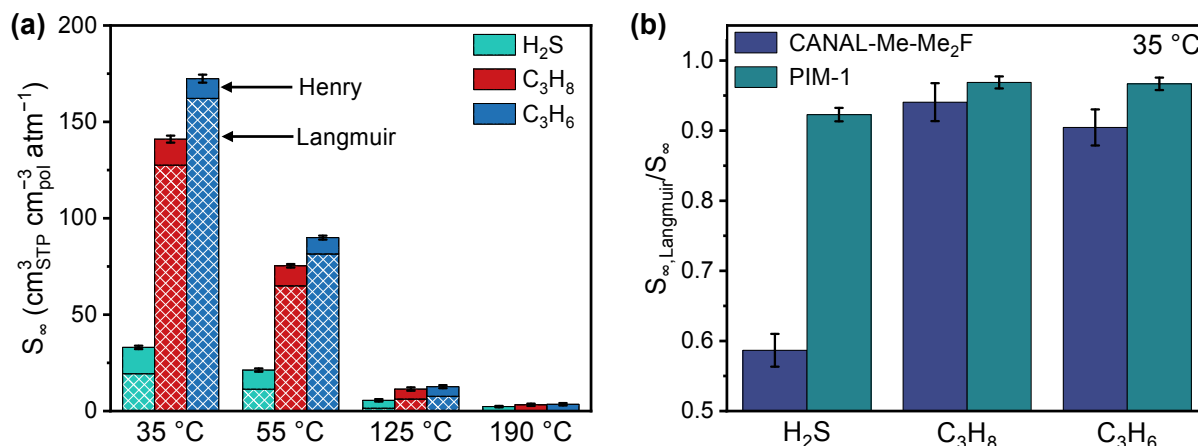 (a)
200
150
100
50
0
S∞ (cm³STP cm⁻³pol atm⁻¹)
H₂S
C₃H₈
C₃H₆
Henry
Langmuir
35 °C
55 °C
125 °C
190 °C
(b)
1.0
0.9
0.8
0.7
0.6
0.5
S∞,Langmuir/S∞
CANAL-Me-Me₂F
PIM-1
35 °C
H₂S
C₃H₈
C₃H₆